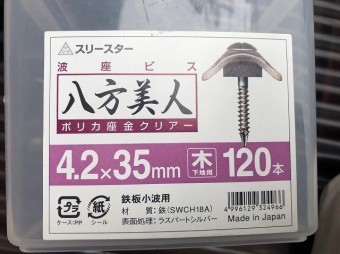 スリースター
波座ビス
八方美人
ポリカ座金クリアー
4.2×35mm 木下地用 120本
鉄板小波用
材 質：鉄(SWCH18A)
表面処理：ラスパートシルバー
プラ
ケース:PP
紙
シール
4996129324966
Made in Japan